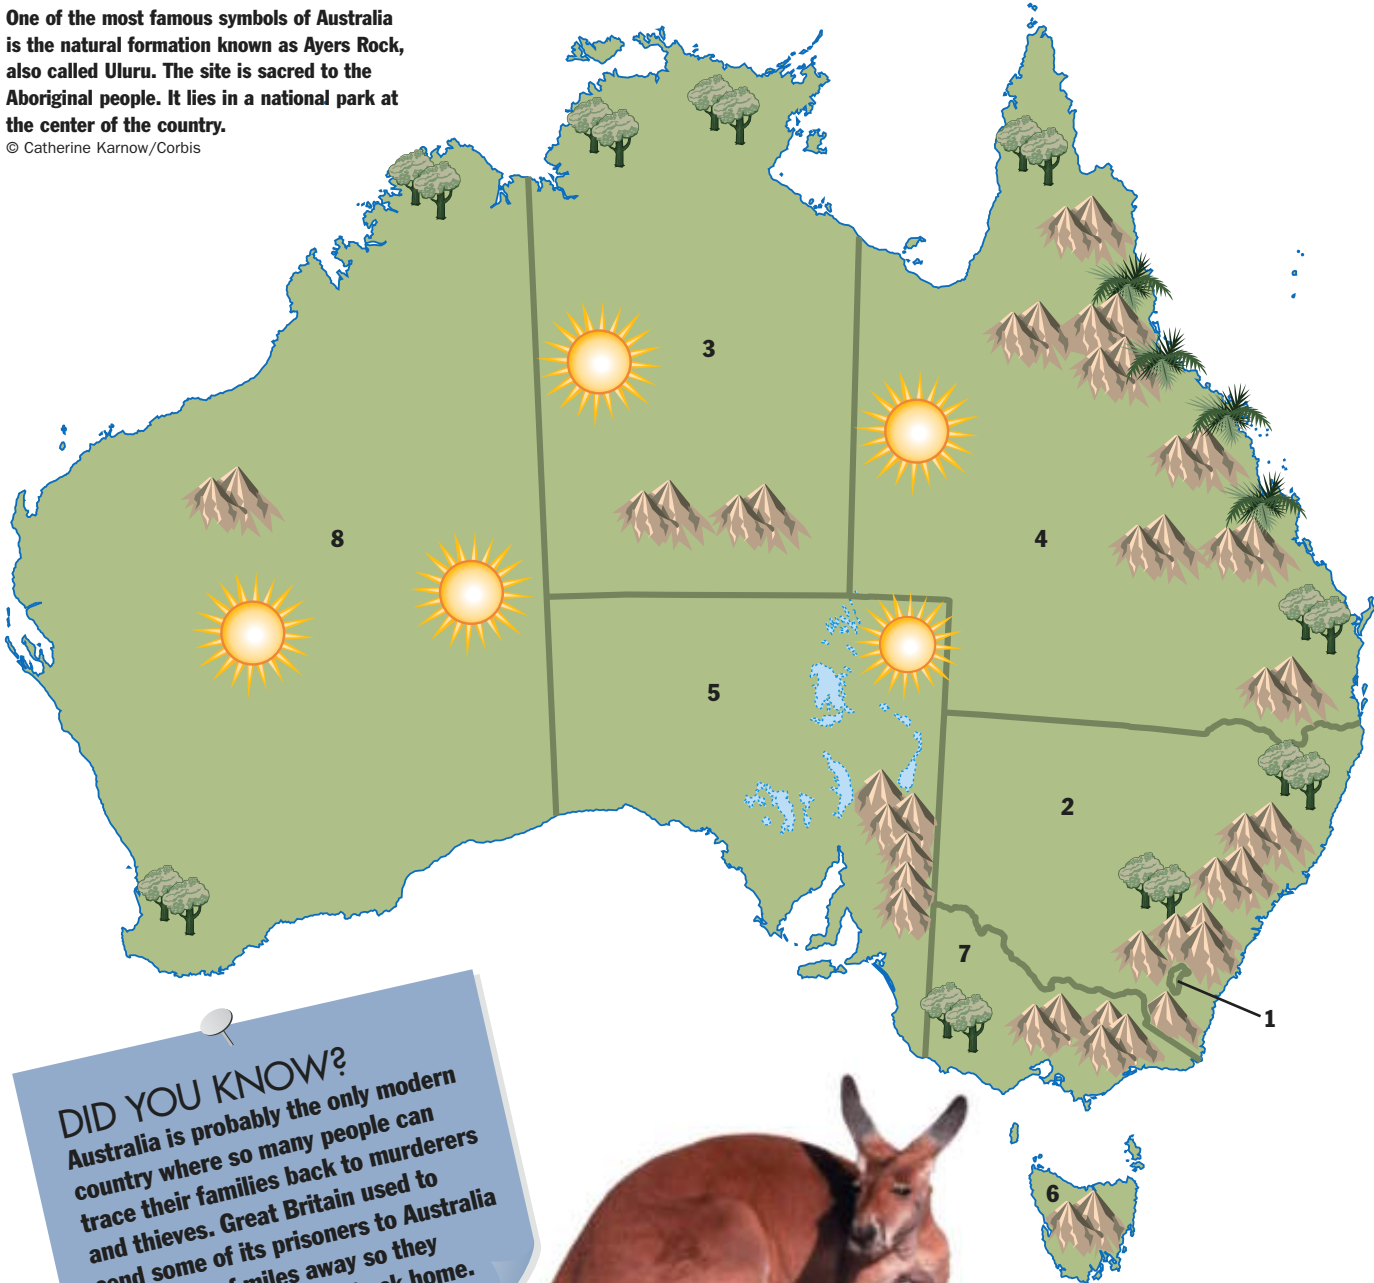 One of the most famous symbols of Australia
is the natural formation known as Ayers Rock,
also called Uluru. The site is sacred to the
Aboriginal people. It lies in a national park at
the center of the country.
© Catherine Karnow/Corbis
3
8
4
5
2
7
1
6
DID YOU KNOW?
Australia is probably the only modern
country where so many people can
trace their families back to murderers
and thieves. Great Britain used to
send some of its prisoners to Australia
miles away so they
home.